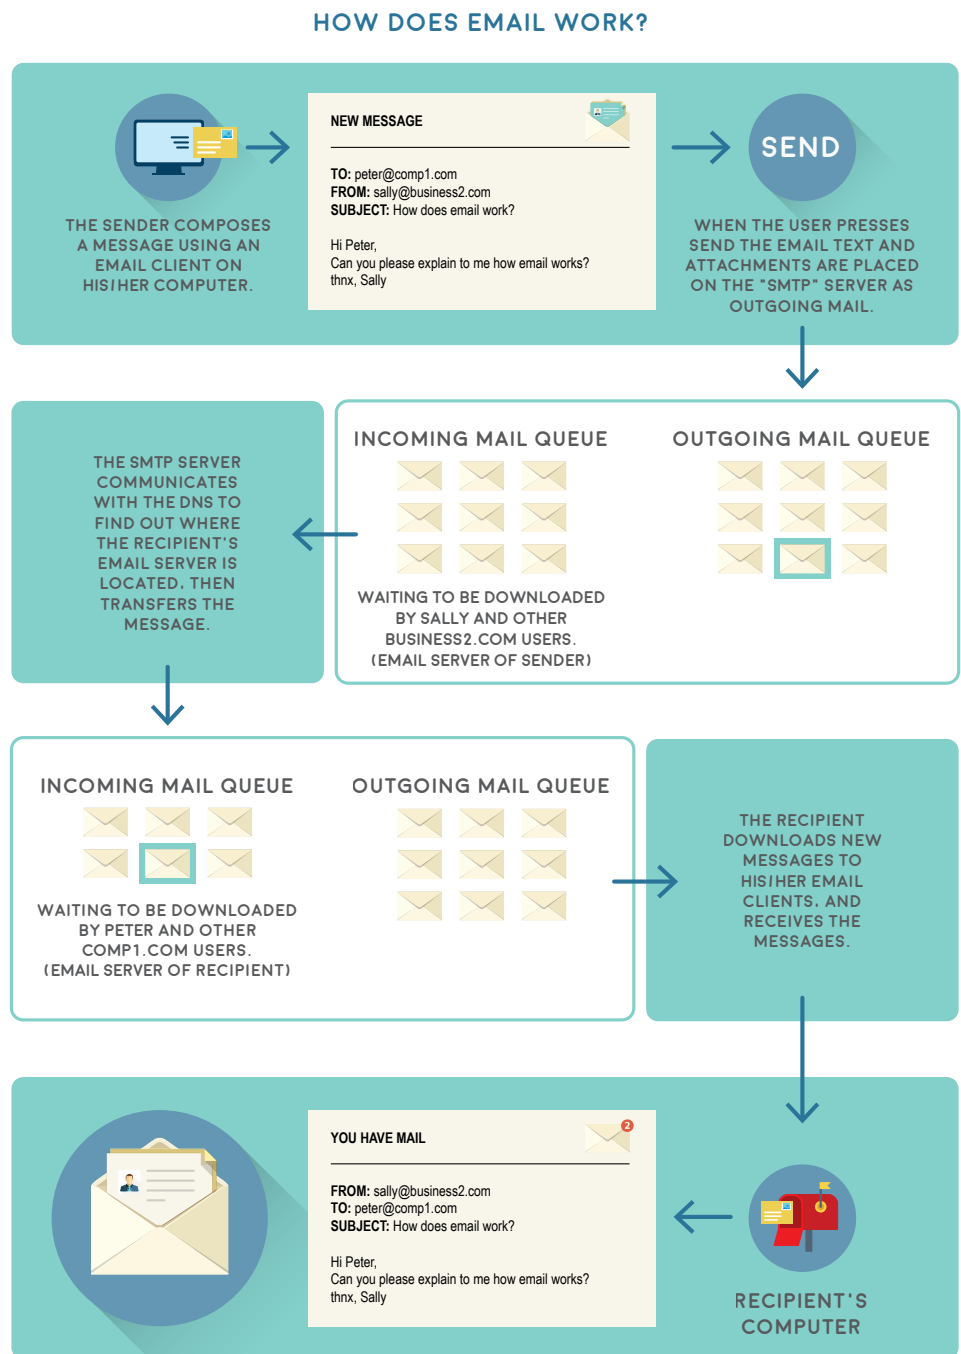 HOW DOES EMAIL WORK?
THE SENDER COMPOSES
A MESSAGE USING AN
EMAIL CLIENT ON
HIS/HER COMPUTER.
NEW MESSAGE
TO: peter@comp1.com
FROM: sally@business2.com
SUBJECT: How does email work?
Hi Peter,
Can you please explain to me how email works?
thnx, Sally
SEND
WHEN THE USER PRESSES
SEND THE EMAIL TEXT AND
ATTACHMENTS ARE PLACED
ON THE "SMTP" SERVER AS
OUTGOING MAIL.
INCOMING MAIL QUEUE
WAITING TO BE DOWNLOADED
BY SALLY AND OTHER
BUSINESS2.COM USERS.
(EMAIL SERVER OF SENDER)
OUTGOING MAIL QUEUE
THE SMTP SERVER
COMMUNICATES
WITH THE DNS TO
FIND OUT WHERE
THE RECIPIENT'S
EMAIL SERVER IS
LOCATED, THEN
TRANSFERS THE
MESSAGE.
INCOMING MAIL QUEUE
WAITING TO BE DOWNLOADED
BY PETER AND OTHER
COMP1.COM USERS.
(EMAIL SERVER OF RECIPIENT)
OUTGOING MAIL QUEUE
THE RECIPIENT
DOWNLOADS NEW
MESSAGES TO
HIS/HER EMAIL
CLIENTS, AND
RECEIVES THE
MESSAGES.
RECIPIENT'S
COMPUTER
YOU HAVE MAIL
2
FROM: sally@business2.com
TO: peter@comp1.com
SUBJECT: How does email work?
Hi Peter,
Can you please explain to me how email works?
thnx, Sally